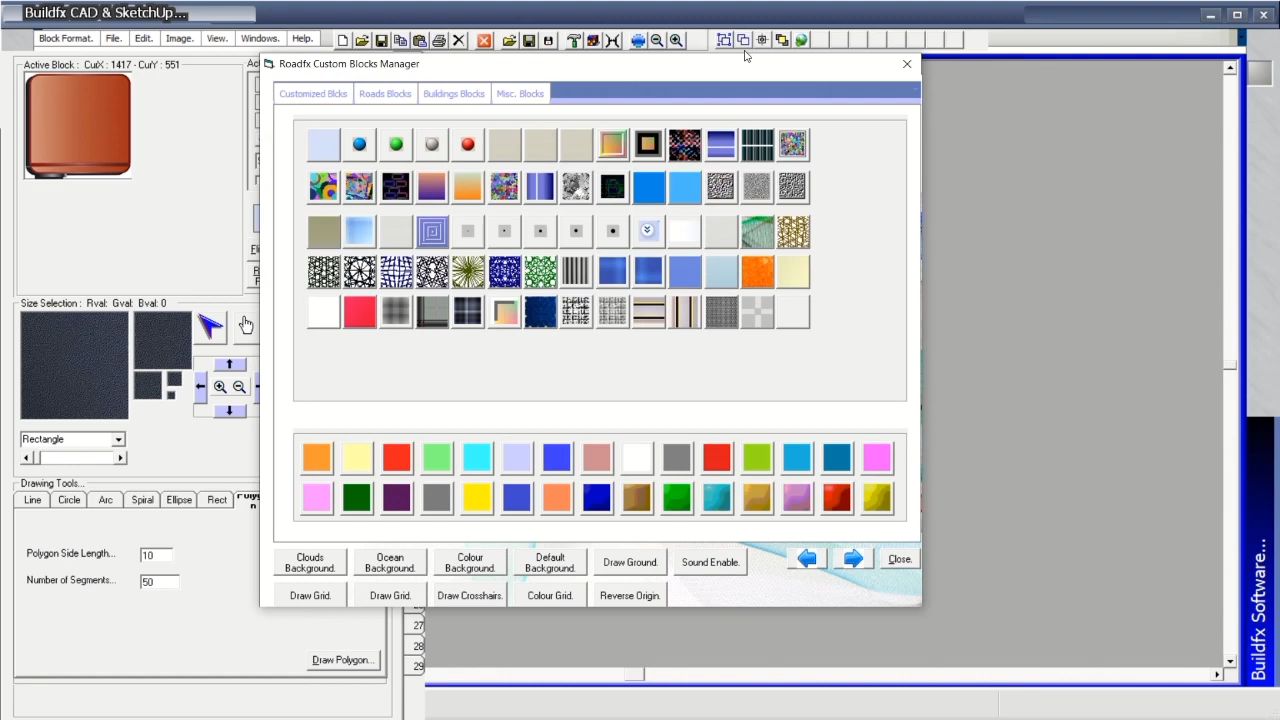 Buildfx CAD & SketchUp...
Block Format. File. Edit. Image. View. Windows. Help.
Active Block : CurX : 1417 - CurY : 551
Roadfx Custom Blocks Manager
Customized Blcks Roads Blocks Buildings Blocks Misc. Blocks
Size Selection : Rval: Gval: Bval: 0
Rectangle
Drawing Tools...
Line Circle Arc Spiral Ellipse Rect
Polygon Side Length... 10
Number of Segments... 50
Draw Polygon...
Clouds Background. Ocean Background. Colour Background. Default Background. Draw Ground. Sound Enable. Close.
Draw Grid. Draw Grid. Draw Crosshairs. Colour Grid. Reverse Origin.
27
28
29
Buildfx Software...